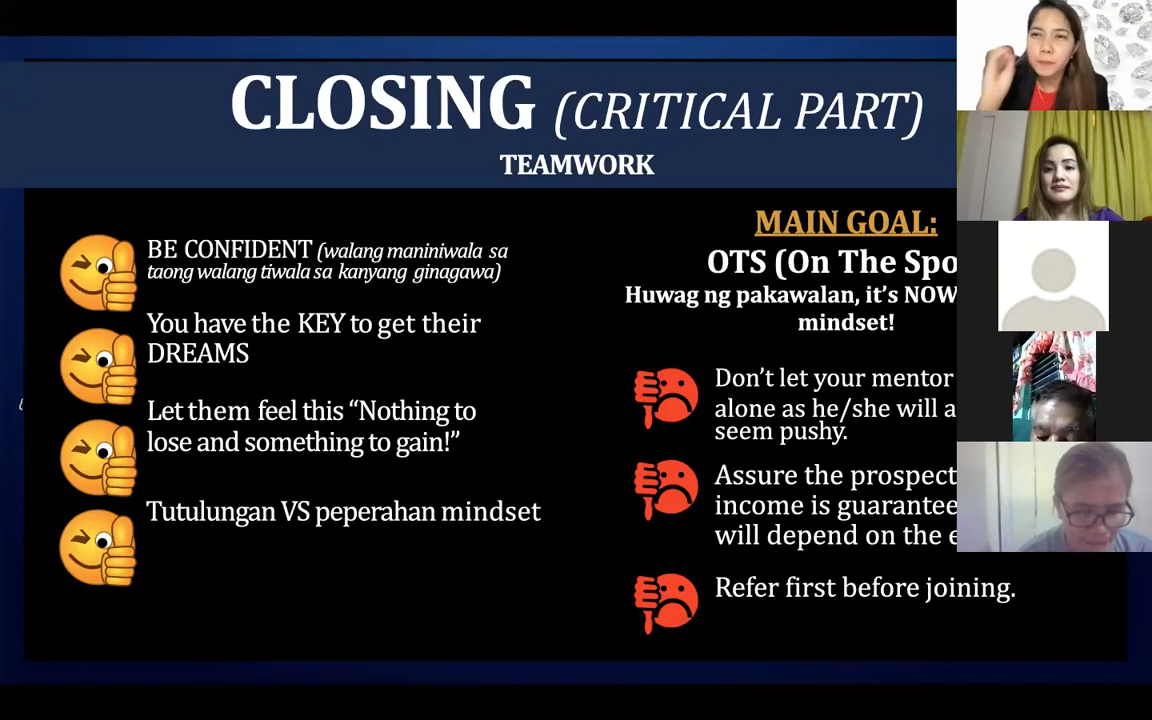 CLOSING (CRITICAL PART)
TEAMWORK
BE CONFIDENT (walang maniniwala sa
taong walang tiwala sa kanyang ginagawa)
You have the KEY to get their
DREAMS
Let them feel this “Nothing to
lose and something to gain!”
Tutulungan VS peperahan mindset
MAIN GOAL:
OTS (On The Spo
Huwag ng pakawalan, it’s NOW
mindset!
Don’t let your mentor
alone as he/she will a
seem pushy.
Assure the prospect
income is guarantee
will depend on the e
Refer first before joining.